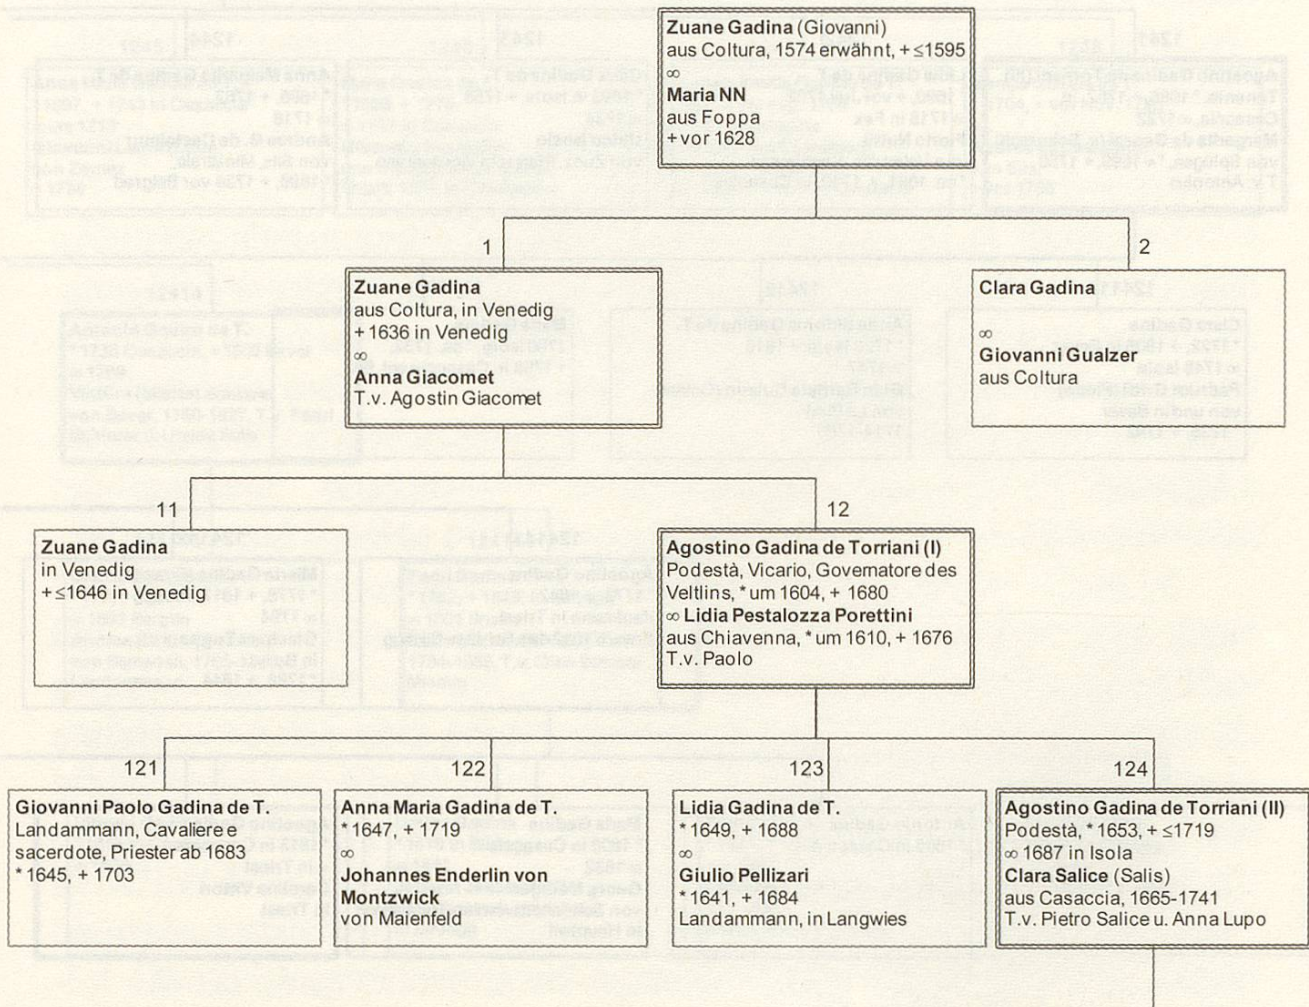 Zuane Gadina (Giovanni)
aus Coltura, 1574 erwähnt, + ≤1595
∞
Maria NN
aus Foppa
+ vor 1628
1
Zuane Gadina
aus Coltura, in Venedig
+ 1636 in Venedig
∞
Anna Giacomet
T.v. Agostin Giacomet
2
Clara Gadina
∞
Giovanni Gualzer
aus Coltura
11
Zuane Gadina
in Venedig
+ ≤1646 in Venedig
12
Agostino Gadina de Torriani (I)
Podestà, Vicario, Governatore des
Veltlins, * um 1604, + 1680
∞ Lidia Pestalozza Porettini
aus Chiavenna, * um 1610, + 1676
T.v. Paolo
121
Giovanni Paolo Gadina de T.
Landammann, Cavaliere e
sacerdote, Priester ab 1683
* 1645, + 1703
122
Anna Maria Gadina de T.
* 1647, + 1719
∞
Johannes Enderlin von
Montzwick
von Maienfeld
123
Lidia Gadina de T.
* 1649, + 1688
∞
Giulio Pellizari
* 1641, + 1684
Landammann, in Langwies
124
Agostino Gadina de Torriani (II)
Podestà, * 1653, + ≤1719
∞ 1687 in Isola
Clara Salice (Salis)
aus Casaccia, 1665-1741
T.v. Pietro Salice u. Anna Lupo